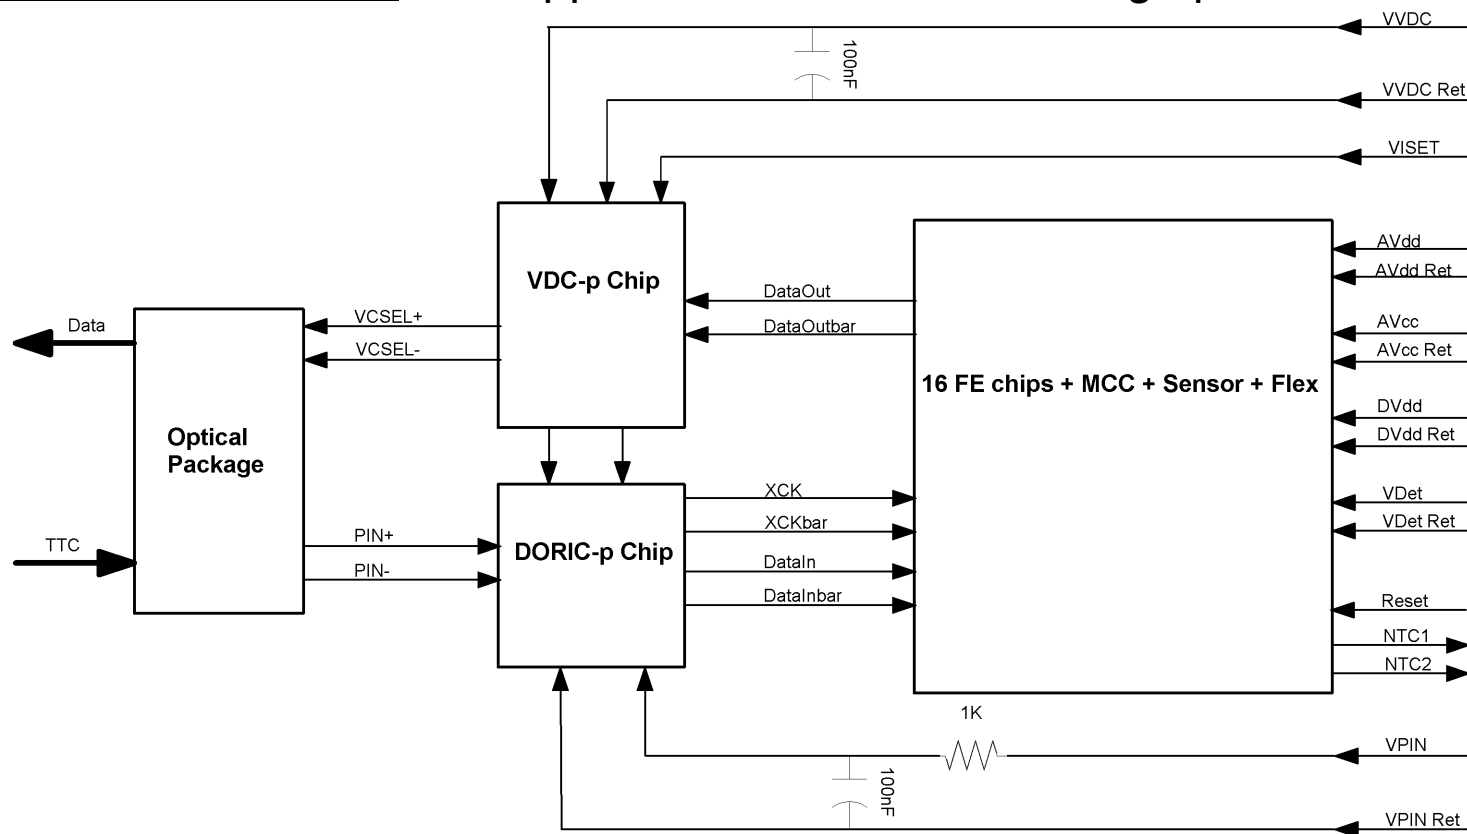 VVDC
100nF
VVDC Ret
VISET
AVdd
AVdd Ret
VDC-p Chip
DataOut
DataOutbar
VCSEL+
VCSEL-
Data
AVcc
AVcc Ret
16 FE chips + MCC + Sensor + Flex
DVdd
DVdd Ret
Optical
Package
XCK
XCKbar
VDet
VDet Ret
TTC
PIN+
PIN-
DORIC-p Chip
DataIn
DataInbar
Reset
NTC1
NTC2
1K
VPIN
100nF
VPIN Ret